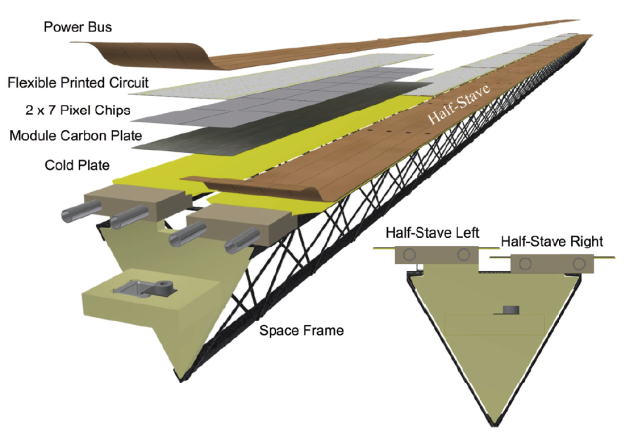 Power Bus
Flexible Printed Circuit
2 x 7 Pixel Chips
Module Carbon Plate
Cold Plate
Half-Stave
Half-Stave Left
Half-Stave Right
Space Frame